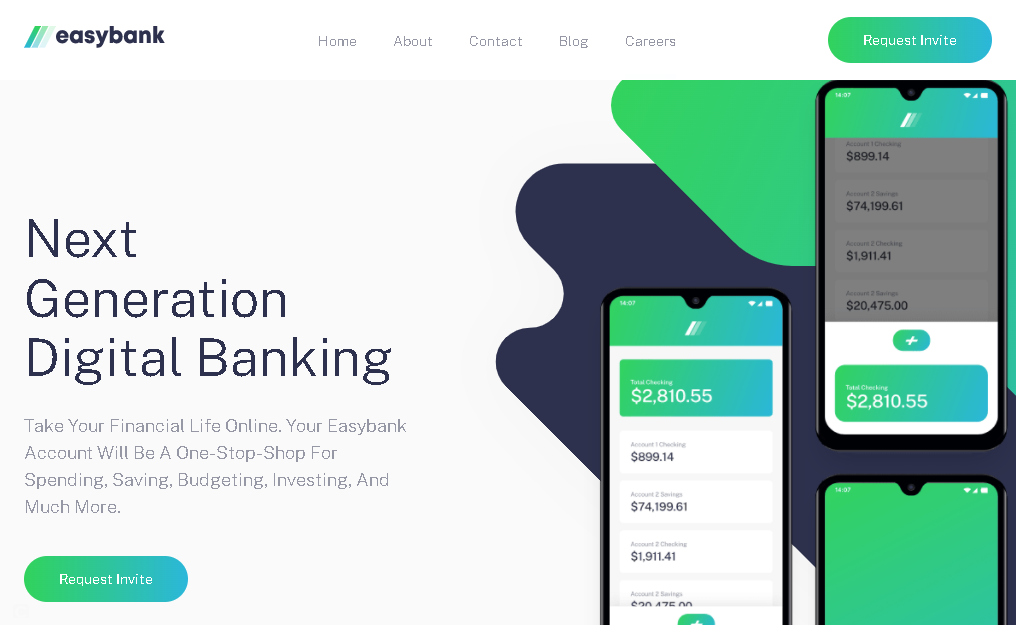 easybank
Home
About
Contact
Blog
Careers
Request Invite
Next
Generation
Digital Banking
Take Your Financial Life Online. Your Easybank
Account Will Be A One-Stop-Shop For
Spending, Saving, Budgeting, Investing, And
Much More.
Request Invite
14:07
Total Checking
$2,810.55
Account 1 Checking
$899.14
Account 2 Savings
$74,199.61
Account 2 Checking
$1,911.41
Account 2 Savings
$20,475.00
14:07
Account 1 Checking
$899.14
Account 2 Savings
$74,199.61
Account 2 Checking
$1,911.41
Account 2 Savings
$20,475.00
Total Checking
$2,810.55
14:07